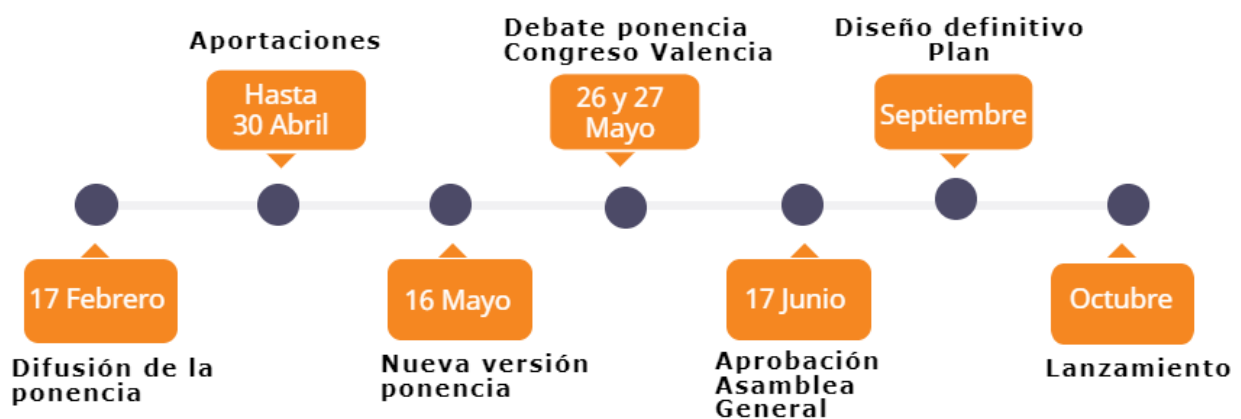 Aportaciones
Hasta
30 Abril
Debate ponencia
Congreso Valencia
26 y 27
Mayo
Diseño definitivo
Plan
Septiembre
17 Febrero
Difusión de la
ponencia
16 Mayo
Nueva versión
ponencia
17 Junio
Aprobación
Asamblea
General
Octubre
Lanzamiento